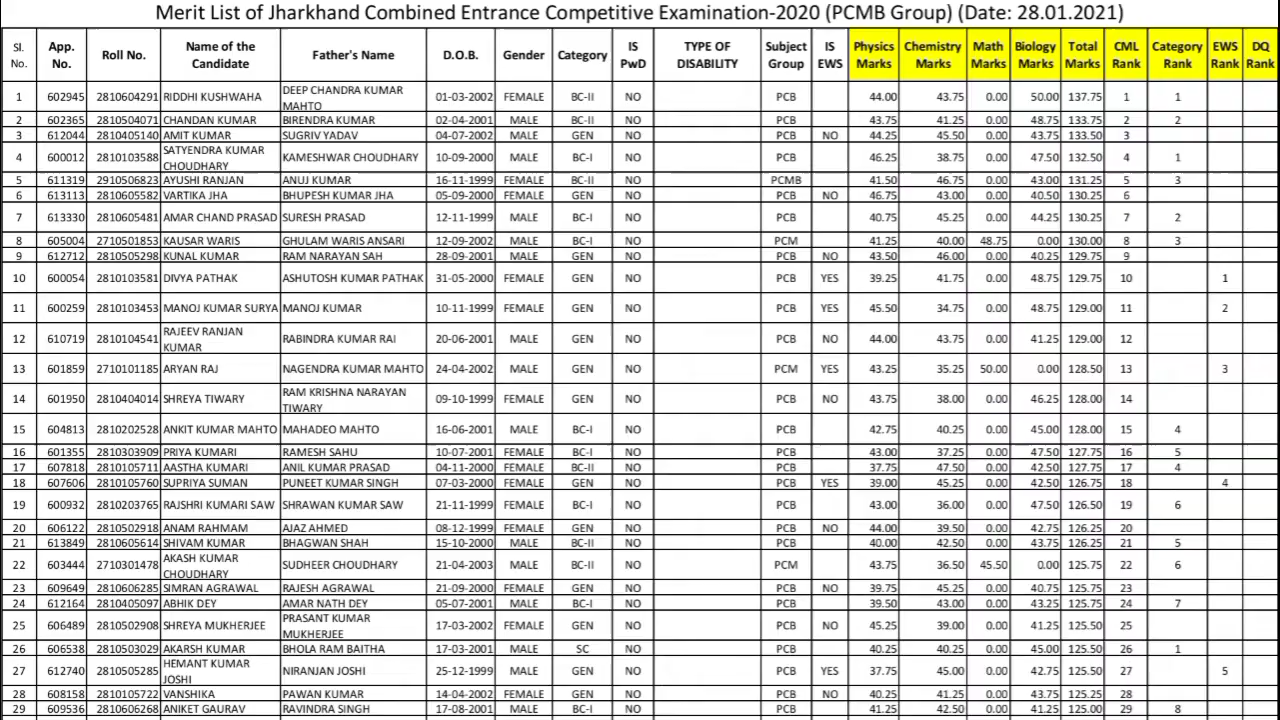 Merit List of Jharkhand Combined Entrance Competitive Examination-2020 (PCMB Group) (Date: 28.01.2021)
Sl. No. App. No. Roll No. Name of the Candidate Father's Name D.O.B. Gender Category IS PwD TYPE OF DISABILITY Subject Group IS EWS Physics Marks Chemistry Marks Math Marks Biology Marks Total Marks CML Rank Category Rank EWS Rank DQ Rank
1 602945 2810604291 RIDDHI KUSHWAHA DEEP CHANDRA KUMAR MAHTO 01-03-2002 FEMALE BC-II NO PCB 44.00 43.75 0.00 50.00 137.75 1 1
2 602365 2810504071 CHANDAN KUMAR BIRENDRA KUMAR 02-04-2001 MALE BC-II NO PCB 43.75 41.25 0.00 48.75 133.75 2 2
3 612044 2810405140 AMIT KUMAR SUGRIV YADAV 04-07-2002 MALE GEN NO PCB NO 44.25 45.50 0.00 43.75 133.50 3
4 600012 2810103588 SATYENDRA KUMAR CHOUDHARY KAMESHWAR CHOUDHARY 10-09-2000 MALE BC-I NO PCB 46.25 38.75 0.00 47.50 132.50 4 1
5 611319 2910506823 AYUSHI RANJAN ANUJ KUMAR 16-11-1999 FEMALE BC-II NO PCMB 41.50 46.75 0.00 43.00 131.25 5 3
6 613113 2810605582 VARTIKA JHA BHUPESH KUMAR JHA 05-09-2000 FEMALE GEN NO PCB NO 46.75 43.00 0.00 40.50 130.25 6
7 613330 2810605481 AMAR CHAND PRASAD SURESH PRASAD 12-11-1999 MALE BC-I NO PCB 40.75 45.25 0.00 44.25 130.25 7 2
8 605004 2710501853 KAUSAR WARIS GHULAM WARIS ANSARI 12-09-2002 MALE BC-I NO PCM 41.25 40.00 48.75 0.00 130.00 8 3
9 612712 2810505298 KUNAL KUMAR RAM NARAYAN SAH 28-09-2001 MALE GEN NO PCB NO 43.50 46.00 0.00 40.25 129.75 9
10 600054 2810103581 DIVYA PATHAK ASHUTOSH KUMAR PATHAK 31-05-2000 FEMALE GEN NO PCB YES 39.25 41.75 0.00 48.75 129.75 10 1
11 600259 2810103453 MANOJ KUMAR SURYA MANOJ KUMAR 10-11-1999 MALE GEN NO PCB YES 45.50 34.75 0.00 48.75 129.00 11 2
12 610719 2810104541 RAJEEV RANJAN KUMAR RABINDRA KUMAR RAI 20-06-2001 MALE GEN NO PCB NO 44.00 43.75 0.00 41.25 129.00 12
13 601859 2710101185 ARYAN RAJ NAGENDRA KUMAR MAHTO 24-04-2002 MALE GEN NO PCM YES 43.25 35.25 50.00 0.00 128.50 13 3
14 601950 2810404014 SHREYA TIWARY RAM KRISHNA NARAYAN TIWARY 09-10-1999 FEMALE GEN NO PCB NO 43.75 38.00 0.00 46.25 128.00 14
15 604813 2810202528 ANKIT KUMAR MAHTO MAHADEO MAHTO 16-06-2001 MALE BC-I NO PCB 42.75 40.25 0.00 45.00 128.00 15 4
16 601355 2810303909 PRIYA KUMARI RAMESH SAHU 10-07-2001 FEMALE BC-I NO PCB 43.00 37.25 0.00 47.50 127.75 16 5
17 607818 2810105711 AASTHA KUMARI ANIL KUMAR PRASAD 04-11-2000 FEMALE BC-II NO PCB 37.75 47.50 0.00 42.50 127.75 17 4
18 607606 2810105760 SUPRIYA SUMAN PUNEET KUMAR SINGH 07-03-2000 FEMALE GEN NO PCB YES 39.00 45.25 0.00 42.50 126.75 18 4
19 600932 2810203765 RAJSHRI KUMARI SAW SHRAWAN KUMAR SAW 21-11-1999 FEMALE BC-I NO PCB 43.00 36.00 0.00 47.50 126.50 19 6
20 606122 2810502918 ANAM RAHMAM AJAZ AHMED 08-12-1999 FEMALE GEN NO PCB NO 44.00 39.50 0.00 42.75 126.25 20
21 613849 2810605614 SHIVAM KUMAR BHAGWAN SHAH 15-10-2000 MALE BC-II NO PCB 40.00 42.50 0.00 43.75 126.25 21 5
22 603444 2710301478 AKASH KUMAR CHOUDHARY SUDHEER CHOUDHARY 21-04-2003 MALE BC-II NO PCM 43.75 36.50 45.50 0.00 125.75 22 6
23 609649 2810606285 SIMRAN AGRAWAL RAJESH AGRAWAL 21-09-2000 FEMALE GEN NO PCB NO 39.75 45.25 0.00 40.75 125.75 23
24 612164 2810405097 ABHIK DEY AMAR NATH DEY 05-07-2001 MALE BC-I NO PCB 39.50 43.00 0.00 43.25 125.75 24 7
25 606489 2810502908 SHREYA MUKHERJEE PRASANT KUMAR MUKHERJEE 17-03-2002 FEMALE GEN NO PCB NO 45.25 39.00 0.00 41.25 125.50 25
26 606538 2810503029 AKARSH KUMAR BHOLA RAM BAITHA 17-03-2001 MALE SC NO PCB 40.25 40.25 0.00 45.00 125.50 26 1
27 612740 2810505285 HEMANT KUMAR JOSHI NIRANJAN JOSHI 25-12-1999 MALE GEN NO PCB YES 37.75 45.00 0.00 42.75 125.50 27 5
28 608158 2810105722 VANSHIKA PAWAN KUMAR 14-04-2002 FEMALE GEN NO PCB NO 40.25 41.25 0.00 43.75 125.25 28
29 609536 2810606268 ANIKET GAURAV RAVINDRA SINGH 17-08-2001 MALE BC-I NO PCB 41.25 42.50 0.00 41.25 125.00 29 8